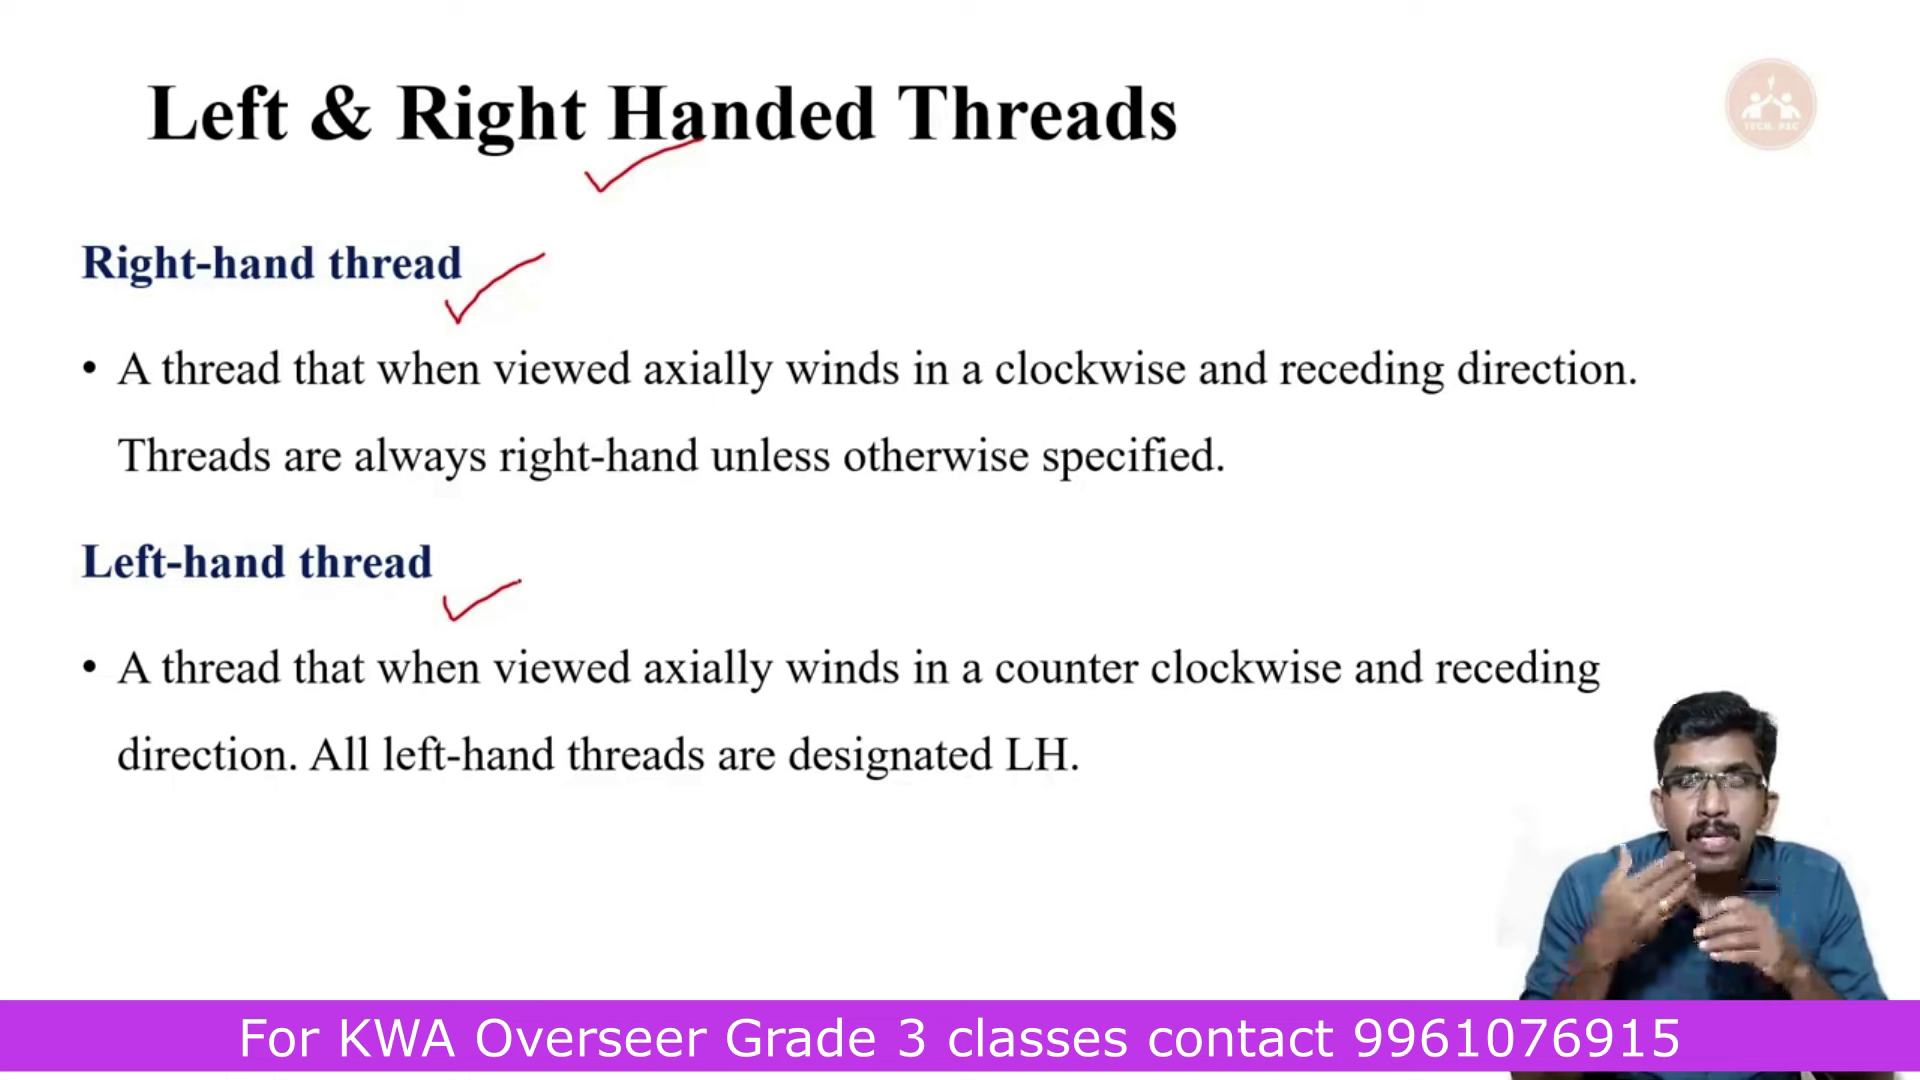 Left & Right Handed Threads
TECH. PSC
Right-hand thread
• A thread that when viewed axially winds in a clockwise and receding direction.
Threads are always right-hand unless otherwise specified.
Left-hand thread
• A thread that when viewed axially winds in a counter clockwise and receding
direction. All left-hand threads are designated LH.
For KWA Overseer Grade 3 classes contact 9961076915